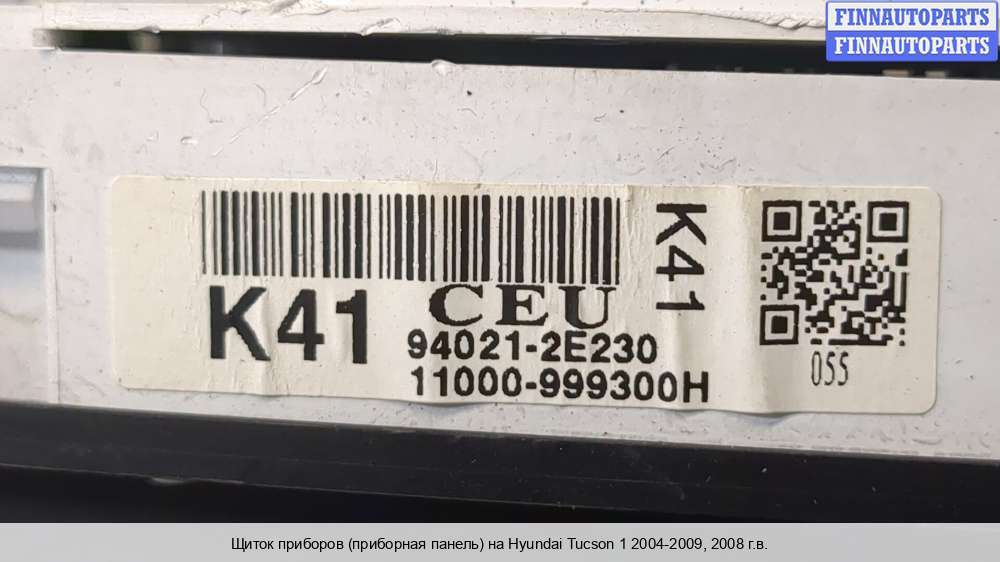 FINNAUTOPARTS
FINNAUTOPARTS
K41
K41
CEU
94021-2E230
11000-999300H
055
Щиток приборов (приборная панель) на Hyundai Tucson 1 2004-2009, 2008 г.в.